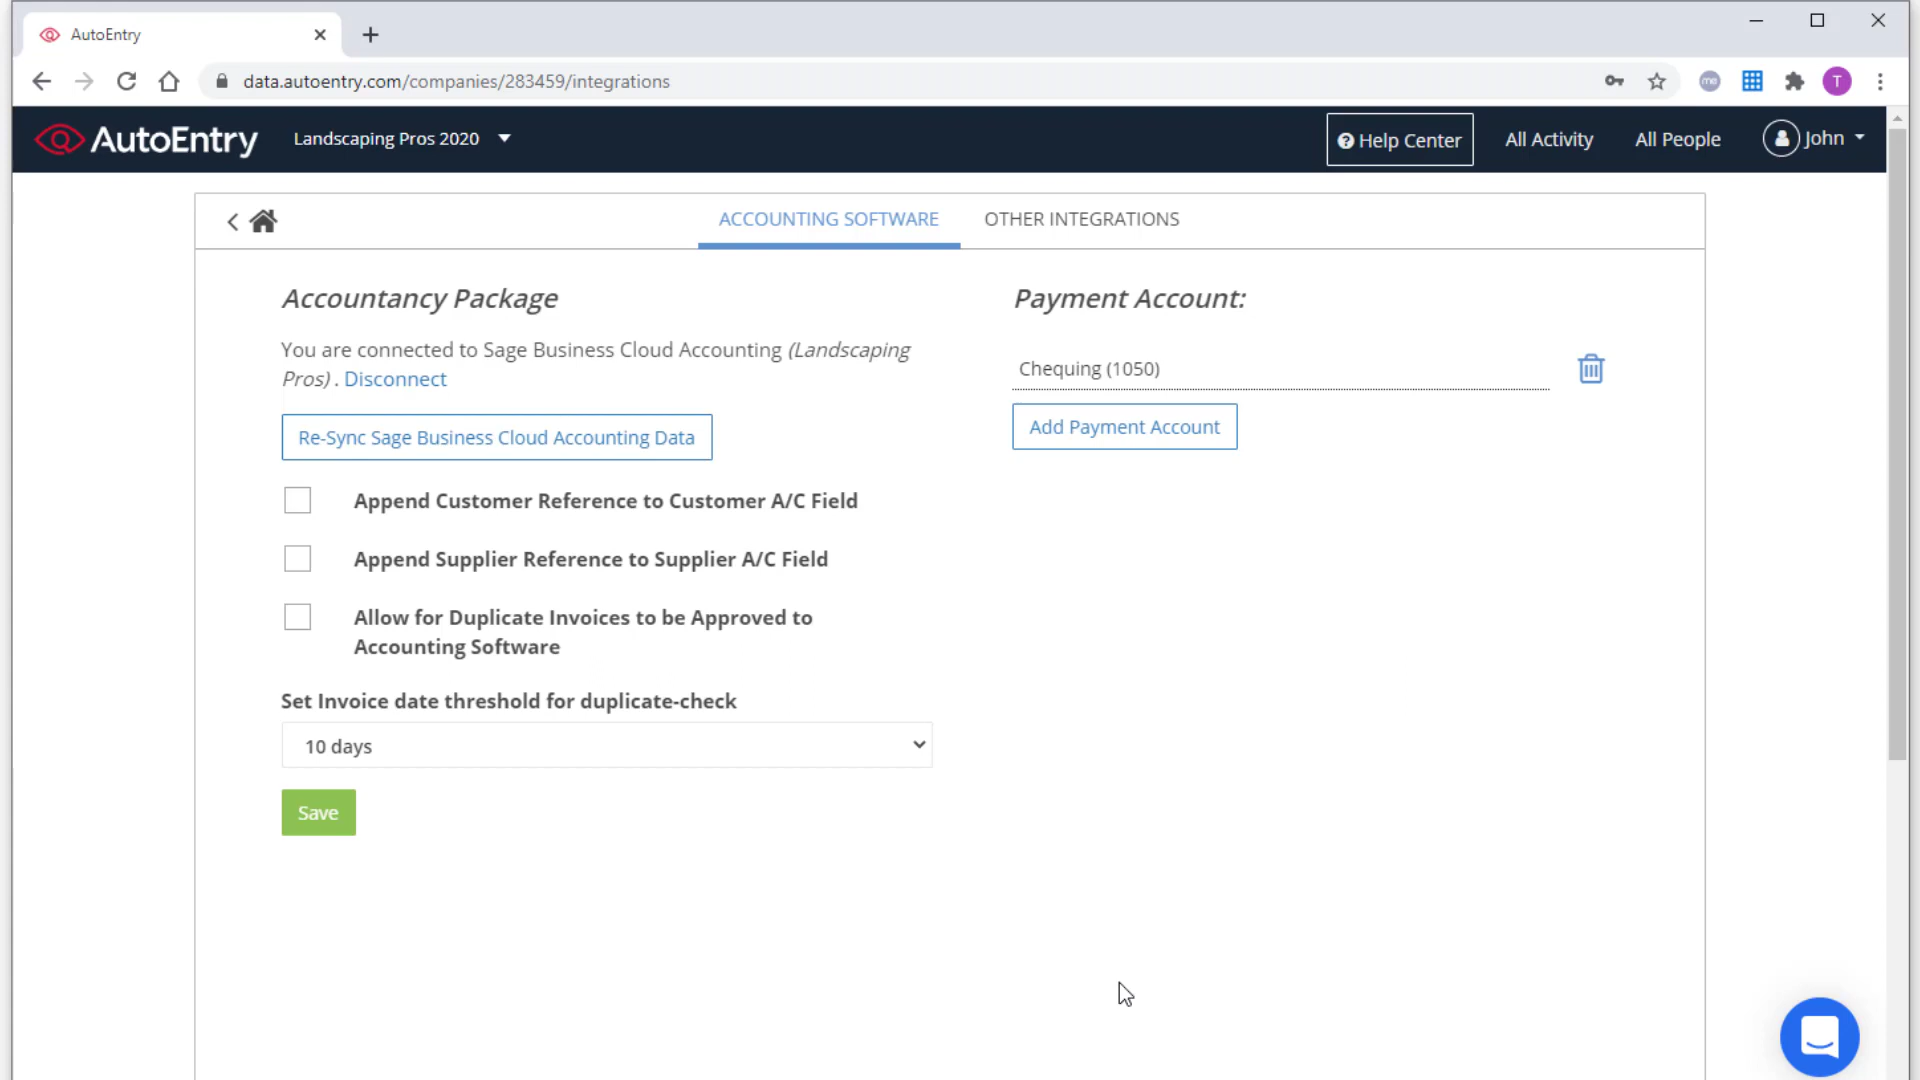 AutoEntry
data.autoentry.com/companies/283459/integrations
me
T
AutoEntry
Landscaping Pros 2020
Help Center
All Activity
All People
John
ACCOUNTING SOFTWARE
OTHER INTEGRATIONS
Accountancy Package
You are connected to Sage Business Cloud Accounting (Landscaping
Pros) . Disconnect
Re-Sync Sage Business Cloud Accounting Data
Append Customer Reference to Customer A/C Field
Append Supplier Reference to Supplier A/C Field
Allow for Duplicate Invoices to be Approved to
Accounting Software
Set Invoice date threshold for duplicate-check
10 days
Save
Payment Account:
Chequing (1050)
Add Payment Account